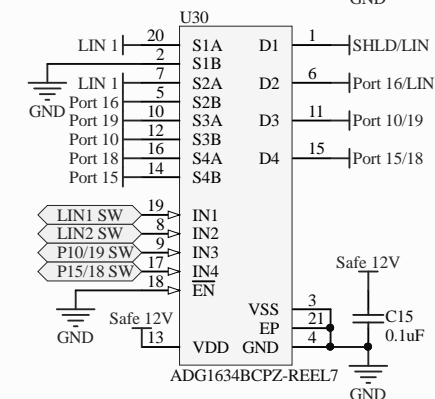 GND
U30
LIN 1 20 S1A D1 1 SHLD/LIN
2 S1B
LIN 1 7 S2A D2 6 Port 16/LIN
GND Port 16 5 S2B
Port 19 10 S3A D3 11 Port 10/19
Port 10 12 S3B
Port 18 16 S4A D4 15 Port 15/18
Port 15 14 S4B
LIN1 SW 19 IN1
LIN2 SW 8 IN2
P10/19 SW 9 IN3
P15/18 SW 17 IN4 Safe 12V
18 EN
GND VSS 3
Safe 12V EP 21 C15
13 VDD GND 4 0.1uF
ADG1634BCPZ-REEL7
GND